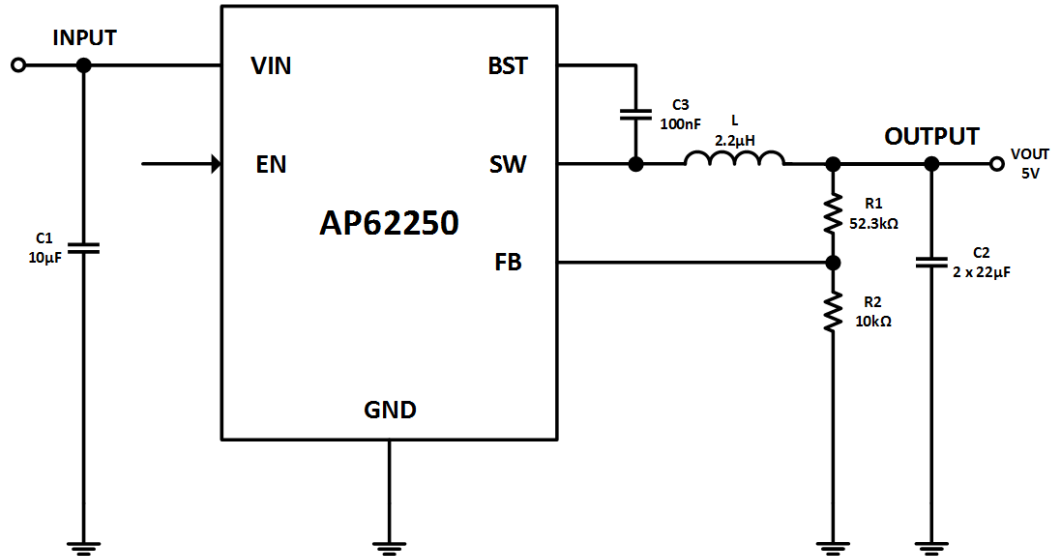 INPUT
VIN
BST
C3
100nF
L
2.2µH
OUTPUT
VOUT
5V
EN
SW
AP62250
R1
52.3kΩ
C1
10µF
FB
C2
2 x 22µF
R2
10kΩ
GND